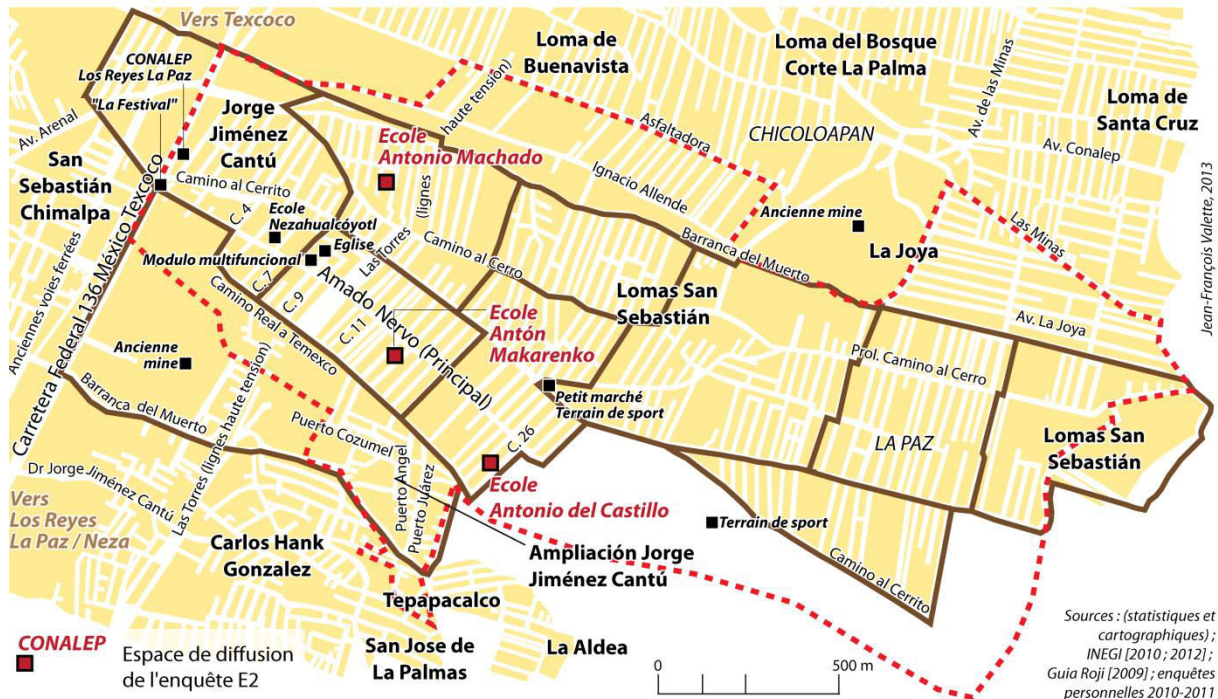 Vers Texcoco
CONALEP
Los Reyes La Paz
"La Festival"
Av. Arenal
San
Sebastián
Chimalpa
Jorge
Jiménez
Cantú
Camino al Cerrito
C. 4
Ecole
Nezahualcóyotl
Eglise
Modulo multifuncional
C. 7
C. 9
C. 11
Ecole
Antonio Machado
Las Torres (lignes haute tension)
Loma de
Buenavista
Asfaltadora
Ignacio Allende
Loma del Bosque
Corte La Palma
CHICOLOAPAN
Av. de las Minas
Loma de
Santa Cruz
Av. Conalep
Ancienne mine
La Joya
Las Minas
Av. La Joya
Barranca del Muerto
Camino al Cerro
Lomas San
Sebastián
Amado Nervo (Principal)
Ecole
Antón
Makarenko
Petit marché
Terrain de sport
C. 26
Prol. Camino al Cerro
LA PAZ
Lomas San
Sebastián
Anciennes voies ferrées
Carretera Federal 136 México Texcoco
Ancienne
mine
Camino Real a Temexco
Barranca del Muerto
Puerto Cozumel
Puerto Angel
Puerto Juárez
Dr Jorge Jiménez Cantú
Las Torres (lignes haute tension)
Vers
Los Reyes
La Paz / Neza
Ecole
Antonio del Castillo
Terrain de sport
Camino al Cerrito
Carlos Hank
Gonzalez
Ampliación Jorge
Jiménez Cantú
Tepapacalco
San Jose de
La Palmas
La Aldea
CONALEP
Espace de diffusion
de l'enquête E2
0
500 m
Sources : (statistiques et
cartographiques) ;
INEGI [2010 ; 2012] ;
Guia Roji [2009] ; enquêtes
personnelles 2010-2011
Jean-François Valette, 2013